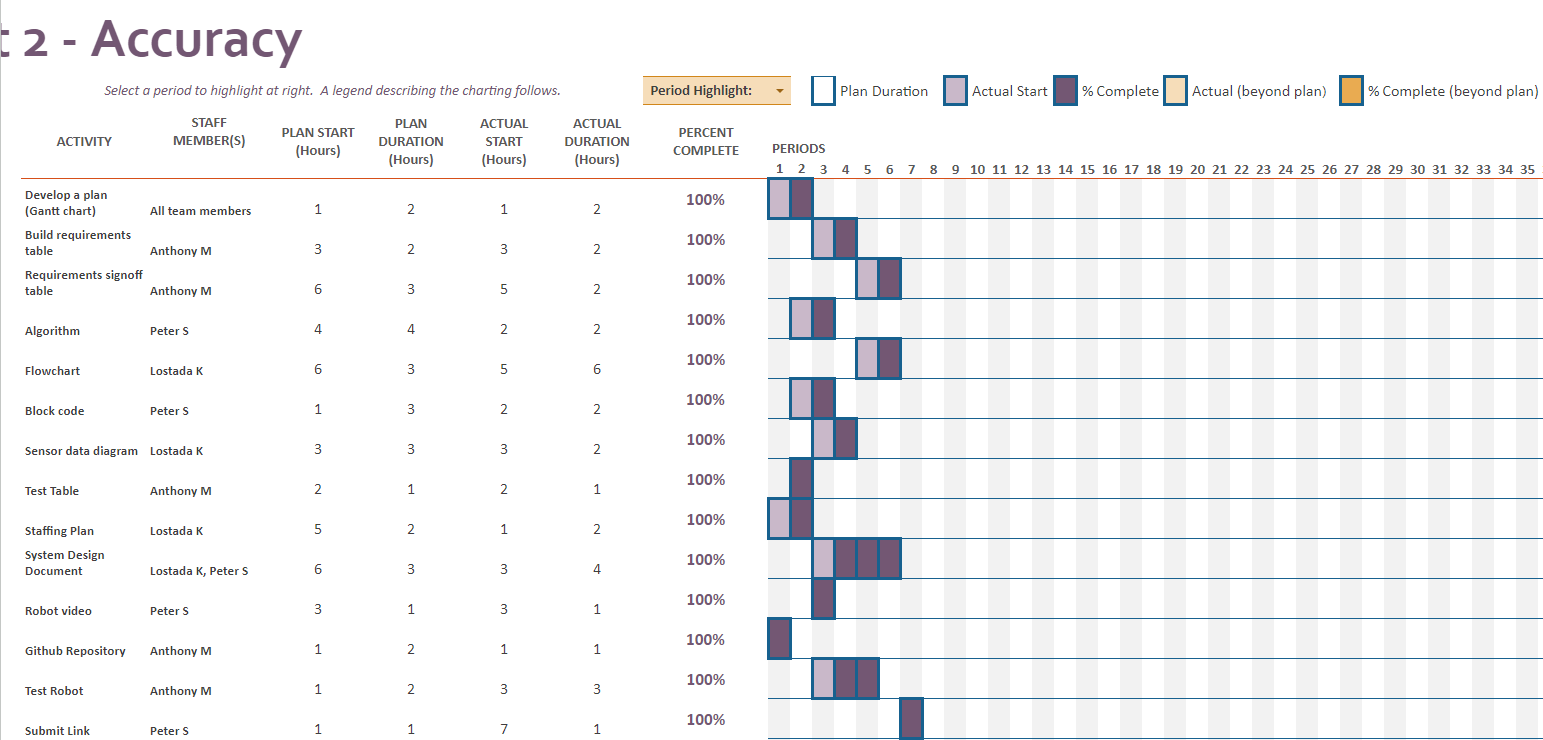 t 2 - Accuracy
Select a period to highlight at right. A legend describing the charting follows.
Period Highlight:
Plan Duration
Actual Start
% Complete
Actual (beyond plan)
% Complete (beyond plan)
ACTIVITY
STAFF
MEMBER(S)
PLAN START
(Hours)
PLAN
DURATION
(Hours)
ACTUAL
START
(Hours)
ACTUAL
DURATION
(Hours)
PERCENT
COMPLETE
PERIODS
1 2 3 4 5 6 7 8 9 10 11 12 13 14 15 16 17 18 19 20 21 22 23 24 25 26 27 28 29 30 31 32 33 34 35
Develop a plan
(Gantt chart) All team members 1 2 1 2 100%
Build requirements
table Anthony M 3 2 3 2 100%
Requirements signoff
table Anthony M 6 3 5 2 100%
Algorithm Peter S 4 4 2 2 100%
Flowchart Lostada K 6 3 5 6 100%
Block code Peter S 1 3 2 2 100%
Sensor data diagram Lostada K 3 3 3 2 100%
Test Table Anthony M 2 1 2 1 100%
Staffing Plan Lostada K 5 2 1 2 100%
System Design
Document Lostada K, Peter S 6 3 3 4 100%
Robot video Peter S 3 1 3 1 100%
Github Repository Anthony M 1 2 1 1 100%
Test Robot Anthony M 1 2 3 3 100%
Submit Link Peter S 1 1 7 1 100%